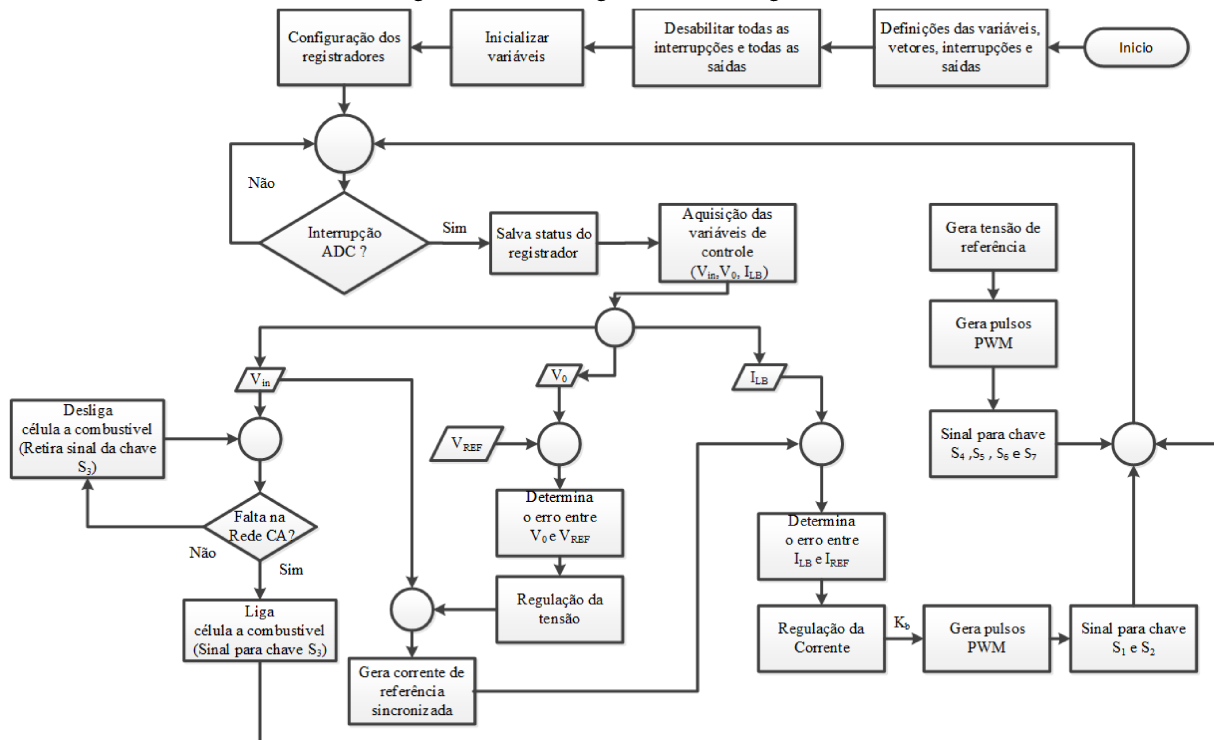 Configuração dos
registradores
Inicializar
variáveis
Desabilitar todas as
interrupções e todas as
saidas
Definições das variáveis,
vetores, interrupções e
saidas
Inicio
Não
Interrupção
ADC ?
Sim
Salva status do
registrador
Aquisição das
variáveis de
controle
(Vin,V0, ILB)
Gera tensão de
referência
Gera pulsos
PWM
Sinal para chave
S4 ,S5 , S6 e S7
Vin
V0
ILB
Desliga
célula a combustivel
(Retira sinal da chave
S3)
VREF
Falta na
Rede CA?
Não
Sim
Determina
o erro entre
V0 e VREF
Determina
o erro entre
ILB e IREF
Liga
célula a combustivel
(Sinal para chave S3)
Regulação da
tensão
Gera corrente de
referência
sincronizada
Regulação da
Corrente
Kb
Gera pulsos
PWM
Sinal para chave
S1 e S2